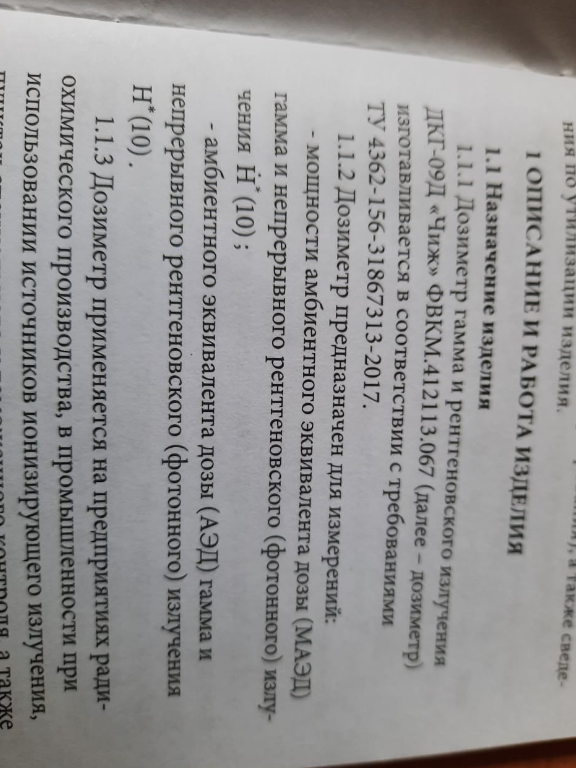 ния по утилизации изделия.
а также сведе-
1 ОПИСАНИЕ И РАБОТА ИЗДЕЛИЯ
1.1 Назначение изделия
1.1.1 Дозиметр гамма и рентгеновского излучения
ДКГ-09Д «Чиж» ФВКМ.412113.067 (далее – дозиметр)
изготавливается в соответствии с требованиями
ТУ 4362-156-31867313-2017.
1.1.2 Дозиметр предназначен для измерений:
- мощности амбиентного эквивалента дозы (МАЭД)
гамма и непрерывного рентгеновского (фотонного) излу-
чения Ḣ*(10) ;
- амбиентного эквивалента дозы (АЭД) гамма и
непрерывного рентгеновского (фотонного) излучения
H*(10) .
1.1.3 Дозиметр применяется на предприятиях ради-
охимического производства, в промышленности при
использовании источников ионизирующего излучения,
контроля, а также